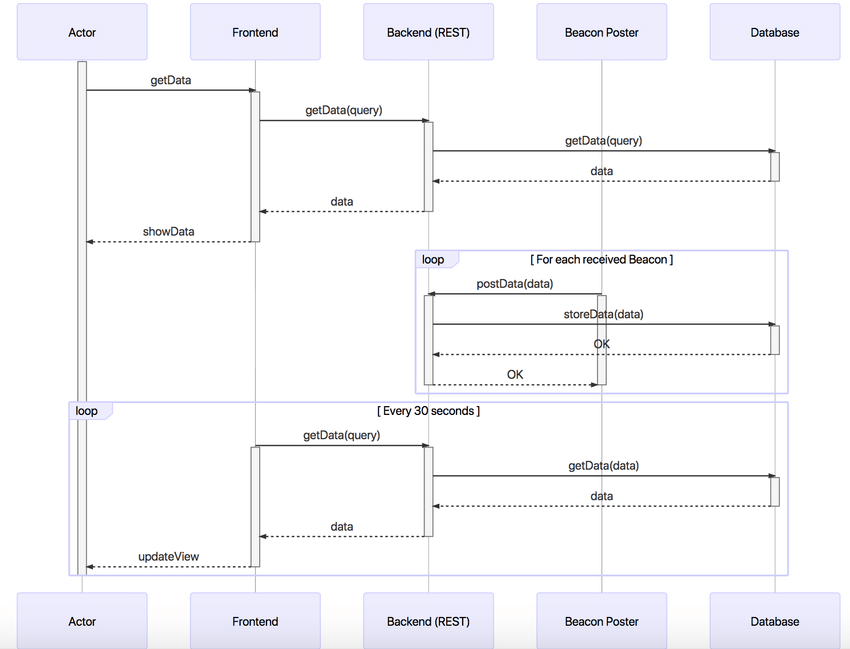 Actor Frontend Backend (REST) Beacon Poster Database
getData
getData(query)
getData(query)
data
data
showData
loop [ For each received Beacon ]
postData(data)
storeData(data)
OK
OK
loop [ Every 30 seconds ]
getData(query)
getData(data)
data
data
updateView
Actor Frontend Backend (REST) Beacon Poster Database